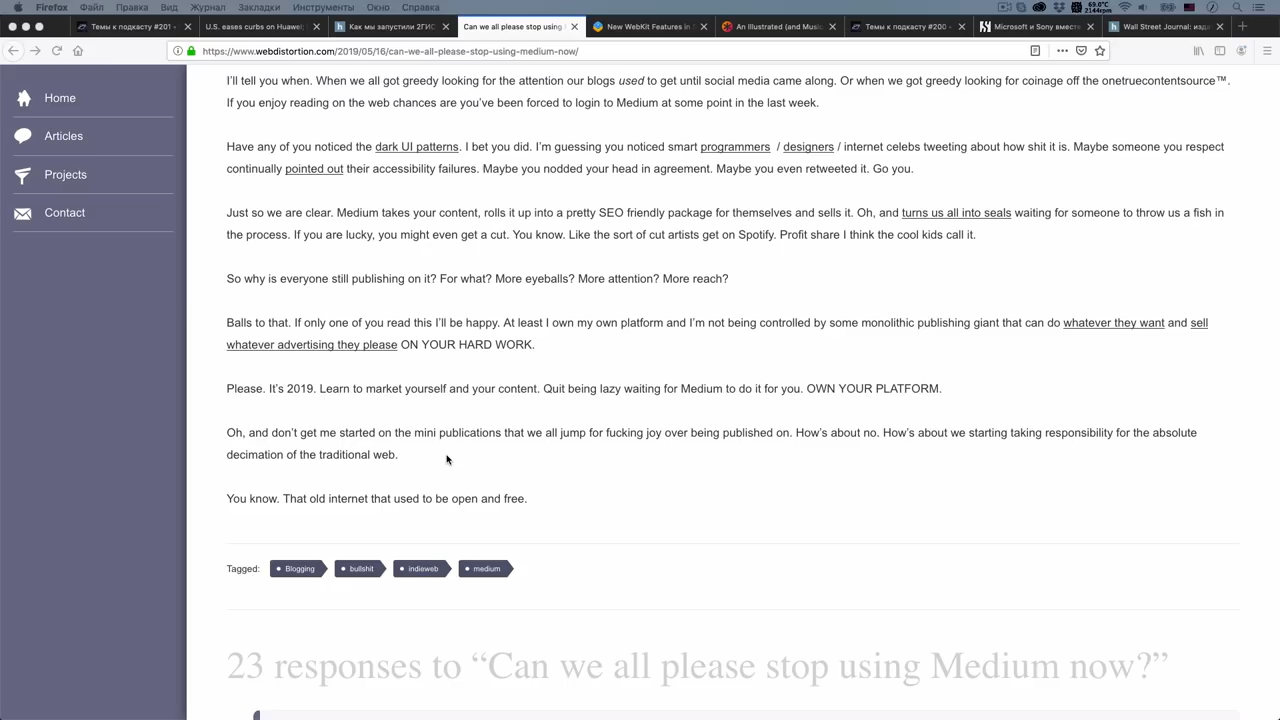 Firefox Файл Правка Вид Журнал Закладки Инструменты Окно Справка 69.0°C 2144rpm
Темы к подкасту #201 - U.S. eases curbs on Huawei; Как мы запустили 2ГИС Can we all please stop using New WebKit Features in S An Illustrated (and Music Темы к подкасту #200 - Microsoft и Sony вместе Wall Street Journal: изда
https://www.webdistortion.com/2019/05/16/can-we-all-please-stop-using-medium-now/
Home
Articles
Projects
Contact
I'll tell you when. When we all got greedy looking for the attention our blogs used to get until social media came along. Or when we got greedy looking for coinage off the onetruecontentsource™.
If you enjoy reading on the web chances are you've been forced to login to Medium at some point in the last week.
Have any of you noticed the dark UI patterns. I bet you did. I'm guessing you noticed smart programmers / designers / internet celebs tweeting about how shit it is. Maybe someone you respect
continually pointed out their accessibility failures. Maybe you nodded your head in agreement. Maybe you even retweeted it. Go you.
Just so we are clear. Medium takes your content, rolls it up into a pretty SEO friendly package for themselves and sells it. Oh, and turns us all into seals waiting for someone to throw us a fish in
the process. If you are lucky, you might even get a cut. You know. Like the sort of cut artists get on Spotify. Profit share I think the cool kids call it.
So why is everyone still publishing on it? For what? More eyeballs? More attention? More reach?
Balls to that. If only one of you read this I'll be happy. At least I own my own platform and I'm not being controlled by some monolithic publishing giant that can do whatever they want and sell
whatever advertising they please ON YOUR HARD WORK.
Please. It's 2019. Learn to market yourself and your content. Quit being lazy waiting for Medium to do it for you. OWN YOUR PLATFORM.
Oh, and don't get me started on the mini publications that we all jump for fucking joy over being published on. How's about no. How's about we starting taking responsibility for the absolute
decimation of the traditional web.
You know. That old internet that used to be open and free.
Tagged: Blogging bullshit indieweb medium
23 responses to “Can we all please stop using Medium now?”